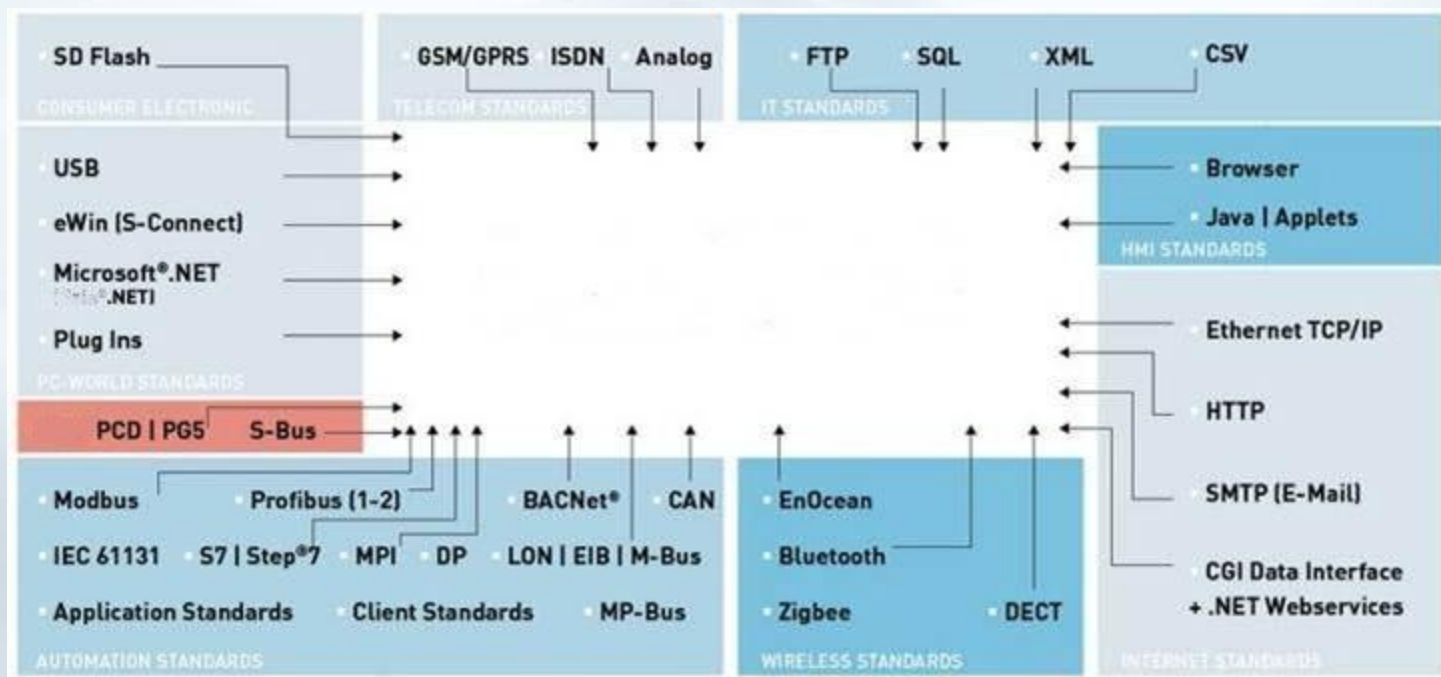 SD Flash
CONSUMER ELECTRONIC
GSM/GPRS ISDN Analog
TELECOM STANDARDS
FTP SQL XML CSV
IT STANDARDS
USB
eWin (S-Connect)
Microsoft®.NET
.NET)
Plug Ins
PC-WORLD STANDARDS
Browser
Java | Applets
HMI STANDARDS
PCD | PG5 S-Bus
Modbus Profibus (1-2) BACNet® CAN
IEC 61131 S7 | Step®7 MPI DP LON | EIB | M-Bus
Application Standards Client Standards MP-Bus
AUTOMATION STANDARDS
EnOcean
Bluetooth
Zigbee DECT
WIRELESS STANDARDS
Ethernet TCP/IP
HTTP
SMTP (E-Mail)
CGI Data Interface
+ .NET Webservices
INTERNET STANDARDS